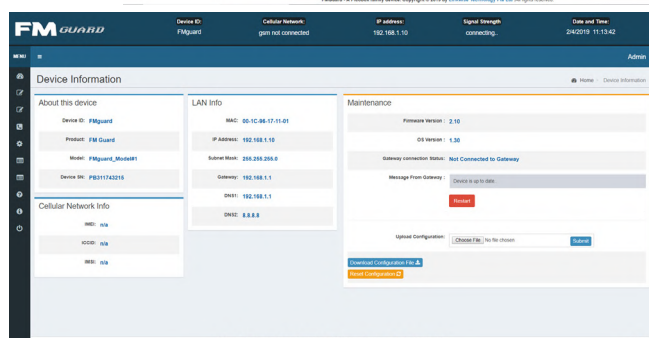 FM GUARD
Device ID:
FMguard
Cellular Network:
gsm not connected
IP address:
192.168.1.10
Signal Strength
connecting..
Date and Time:
2/4/2019 11:13:42
MENU
Admin
Device Information
Home
Device Information
About this device
Device ID: FMguard
Product: FM Guard
Model: FMguard_Model#1
Device SN: PB311743215
Cellular Network Info
IMEI: n/a
ICCID: n/a
IMSI: n/a
LAN Info
MAC: 00-1C-96-17-11-01
IP Address: 192.168.1.10
Subnet Mask: 255.255.255.0
Gateway: 192.168.1.1
DNS1: 192.168.1.1
DNS2: 8.8.8.8
Maintenance
Firmware Version : 2.10
OS Version : 1.30
Gateway connection Status: Not Connected to Gateway
Message From Gateway : Device is up to date
Restart
Upload Configuration: Choose File No file chosen Submit
Download Configuration File
Reset Configuration